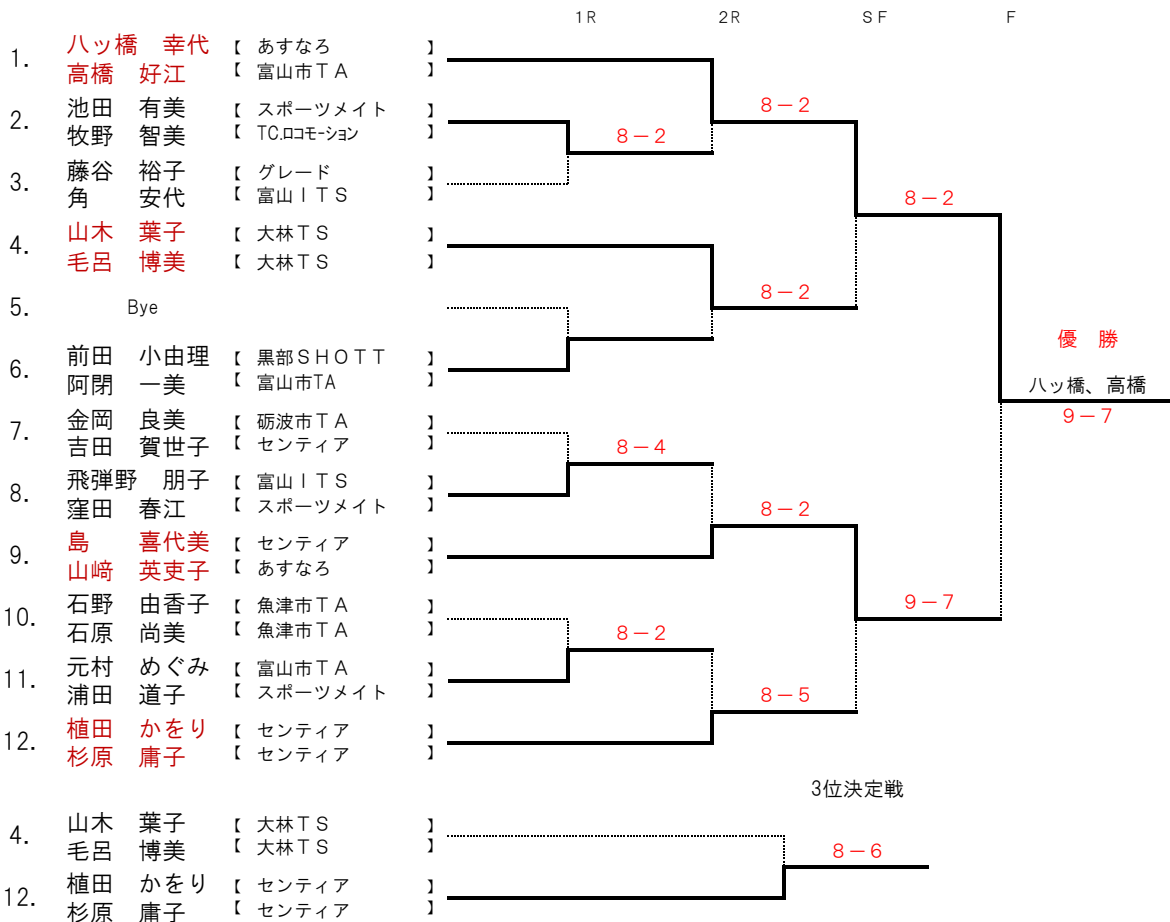 1R 2R SF F
1. 八ッ橋 幸代 【 あすなろ 】
高橋 好江 【 富山市TA 】
2. 池田 有美 【 スポーツメイト 】
牧野 智美 【 TC.ロコモーション 】
8-2
8-2
3. 藤谷 裕子 【 グレード 】
角 安代 【 富山ITS 】
8-2
4. 山木 葉子 【 大林TS 】
毛呂 博美 【 大林TS 】
8-2
5. Bye
6. 前田 小由理 【 黒部SHOTT 】
阿閉 一美 【 富山市TA 】
優 勝
八ッ橋、高橋
9-7
7. 金岡 良美 【 砺波市TA 】
吉田 賀世子 【 センティア 】
8-4
8. 飛弾野 朋子 【 富山ITS 】
窪田 春江 【 スポーツメイト 】
8-2
9. 島 喜代美 【 センティア 】
山﨑 英吏子 【 あすなろ 】
10. 石野 由香子 【 魚津市TA 】
石原 尚美 【 魚津市TA 】
9-7
8-2
11. 元村 めぐみ 【 富山市TA 】
浦田 道子 【 スポーツメイト 】
8-5
12. 植田 かをり 【 センティア 】
杉原 庸子 【 センティア 】
3位決定戦
4. 山木 葉子 【 大林TS 】
毛呂 博美 【 大林TS 】
8-6
12. 植田 かをり 【 センティア 】
杉原 庸子 【 センティア 】